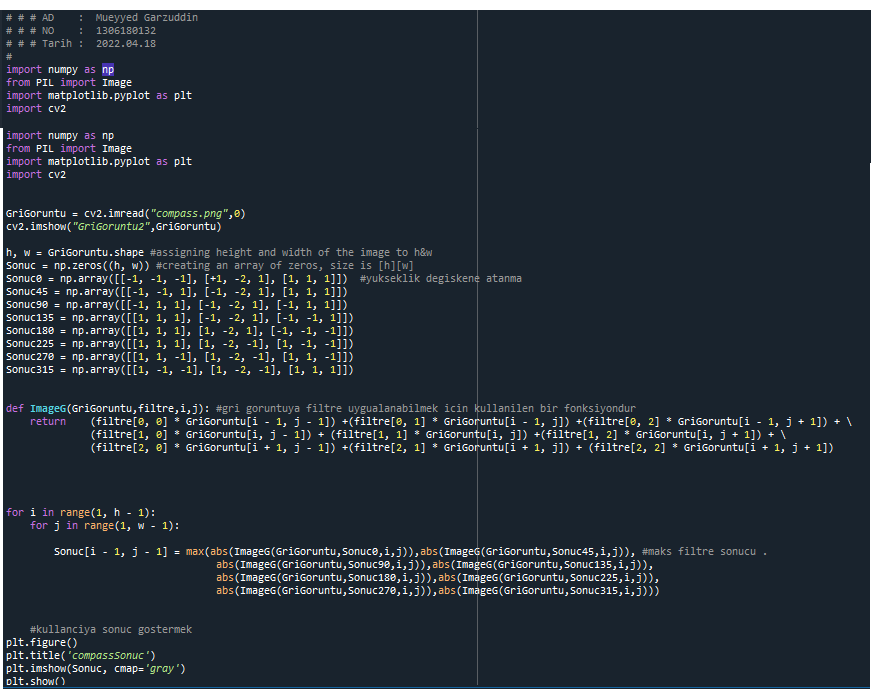 # # # AD    :  Mueyyed Garzuddin
# # # NO    :  1306180132
# # # Tarih :  2022.04.18
#
import numpy as np
from PIL import Image
import matplotlib.pyplot as plt
import cv2
import numpy as np
from PIL import Image
import matplotlib.pyplot as plt
import cv2
GriGoruntu = cv2.imread("compass.png",0)
cv2.imshow("GriGoruntu2",GriGoruntu)
h, w = GriGoruntu.shape #assigning height and width of the image to h&w
Sonuc = np.zeros((h, w)) #creating an array of zeros, size is [h][w]
Sonuc0 = np.array([[-1, -1, -1], [+1, -2, 1], [1, 1, 1]])  #yukseklik degiskene atanma
Sonuc45 = np.array([[-1, -1, 1], [-1, -2, 1], [1, 1, 1]])
Sonuc90 = np.array([[-1, 1, 1], [-1, -2, 1], [-1, 1, 1]])
Sonuc135 = np.array([[1, 1, 1], [-1, -2, 1], [-1, -1, 1]])
Sonuc180 = np.array([[1, 1, 1], [1, -2, 1], [-1, -1, -1]])
Sonuc225 = np.array([[1, 1, 1], [1, -2, -1], [1, -1, -1]])
Sonuc270 = np.array([[1, 1, -1], [1, -2, -1], [1, 1, -1]])
Sonuc315 = np.array([[1, -1, -1], [1, -2, -1], [1, 1, 1]])
def ImageG(GriGoruntu,filtre,i,j): #gri goruntuya filtre uygualanabilmek icin kullanilen bir fonksiyondur
    return    (filtre[0, 0] * GriGoruntu[i - 1, j - 1]) +(filtre[0, 1] * GriGoruntu[i - 1, j]) +(filtre[0, 2] * GriGoruntu[i - 1, j + 1]) + \
              (filtre[1, 0] * GriGoruntu[i, j - 1]) + (filtre[1, 1] * GriGoruntu[i, j]) +(filtre[1, 2] * GriGoruntu[i, j + 1]) + \
              (filtre[2, 0] * GriGoruntu[i + 1, j - 1]) +(filtre[2, 1] * GriGoruntu[i + 1, j]) + (filtre[2, 2] * GriGoruntu[i + 1, j + 1])
for i in range(1, h - 1):
    for j in range(1, w - 1):
        Sonuc[i - 1, j - 1] = max(abs(ImageG(GriGoruntu,Sonuc0,i,j)),abs(ImageG(GriGoruntu,Sonuc45,i,j)), #maks filtre sonucu .
                                   abs(ImageG(GriGoruntu,Sonuc90,i,j)),abs(ImageG(GriGoruntu,Sonuc135,i,j)),
                                   abs(ImageG(GriGoruntu,Sonuc180,i,j)),abs(ImageG(GriGoruntu,Sonuc225,i,j)),
                                   abs(ImageG(GriGoruntu,Sonuc270,i,j)),abs(ImageG(GriGoruntu,Sonuc315,i,j)))
    #kullanciya sonuc gostermek
plt.figure()
plt.title('compassSonuc')
plt.imshow(Sonuc, cmap='gray')
plt.show()